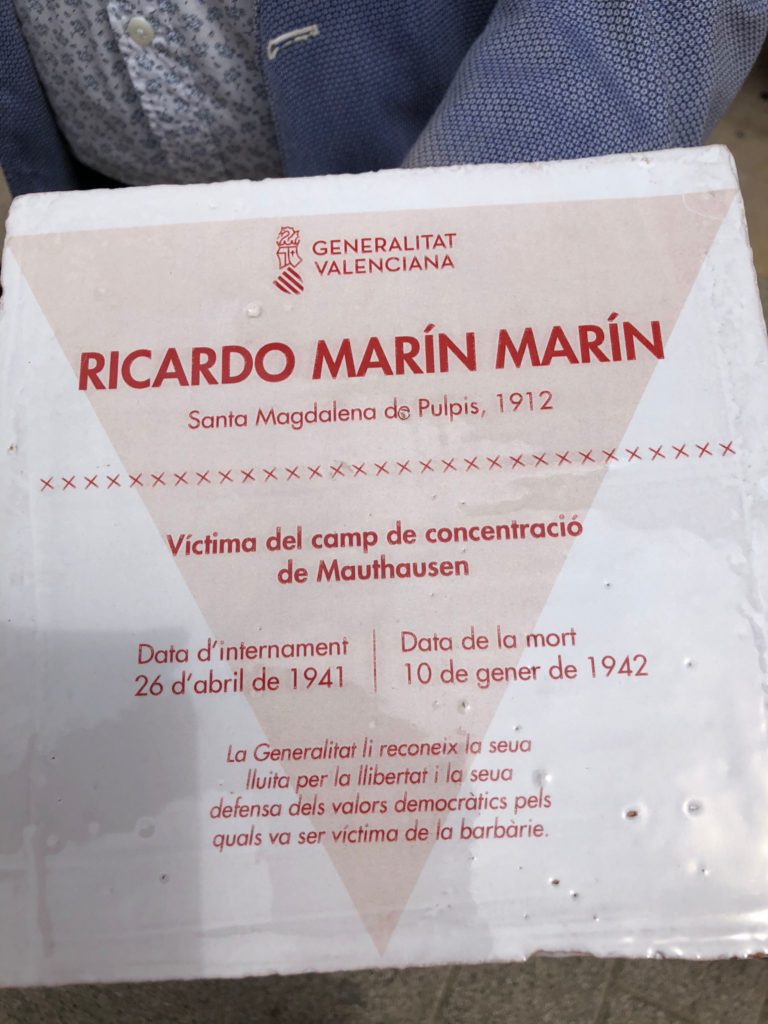 GENERALITAT
VALENCIANA
RICARDO MARÍN MARÍN
Santa Magdalena de Pulpis, 1912
Víctima del camp de concentració
de Mauthausen
Data d'internament
26 d'abril de 1941
Data de la mort
10 de gener de 1942
La Generalitat li reconeix la seua
lluita per la llibertat i la seua
defensa dels valors democràtics pels
quals va ser víctima de la barbàrie.